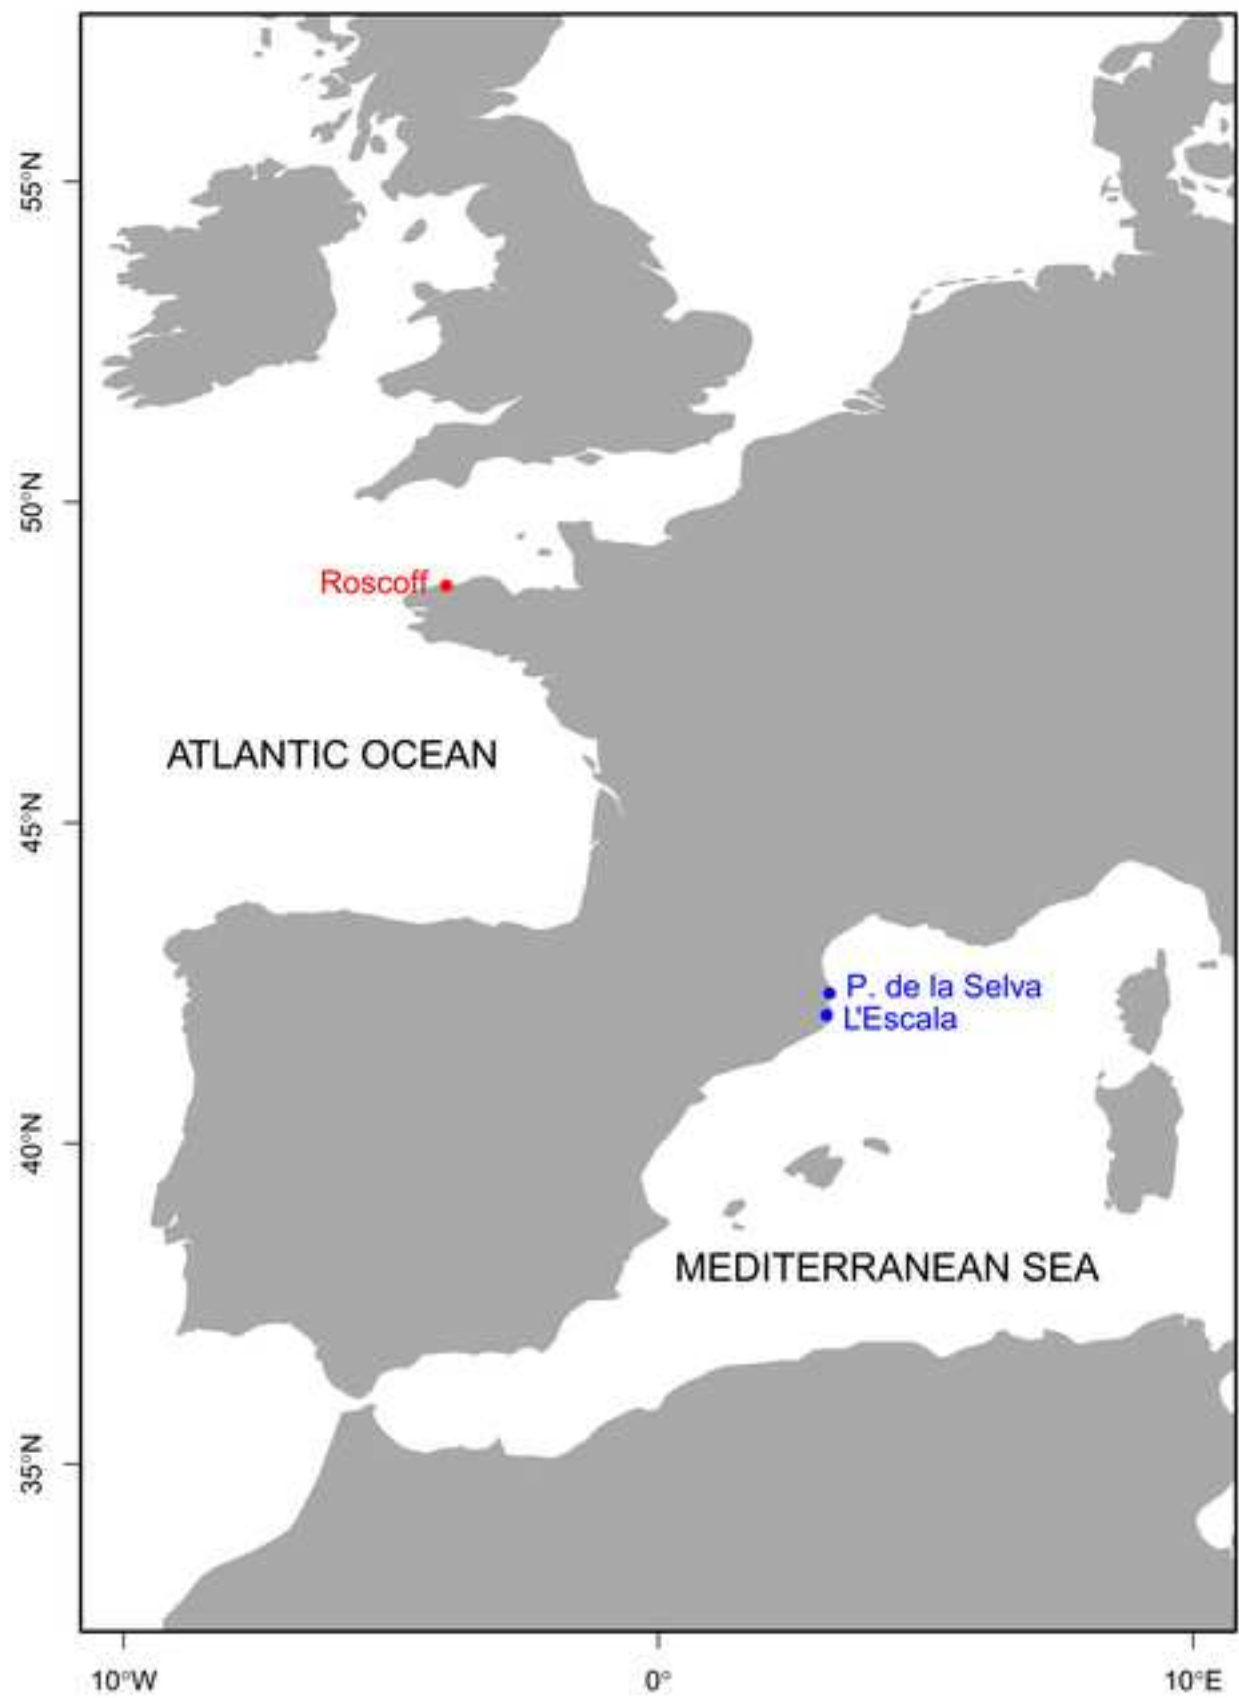 55°N
50°N
Roscoff
ATLANTIC OCEAN
45°N
P. de la Selva
L'Escala
40°N
MEDITERRANEAN SEA
35°N
10°W
0°
10°E